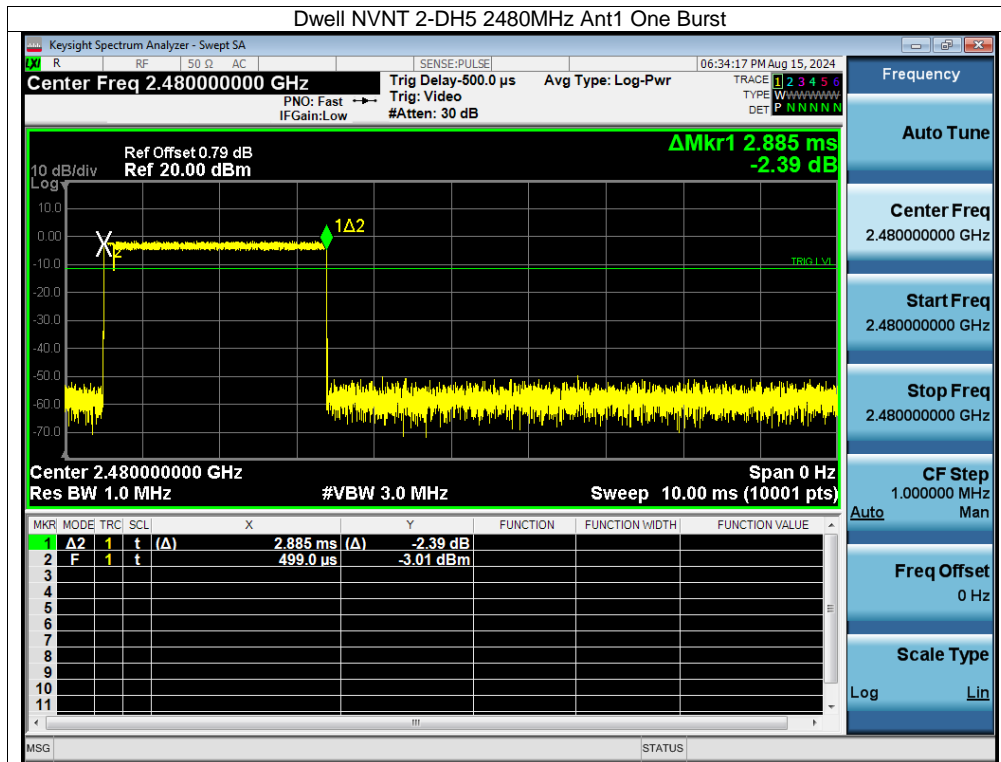 Dwell NVNT 2-DH5 2480MHz Ant1 One Burst
Keysight Spectrum Analyzer - Swept SA
LXI R RF 50 Ω AC SENSE:PULSE 06:34:17 PM Aug 15, 2024
Center Freq 2.480000000 GHz
PNO: Fast
IFGain:Low
Trig Delay-500.0 µs
Trig: Video
#Atten: 30 dB
Avg Type: Log-Pwr
TRACE 1 2 3 4 5 6
TYPE WWWWWW
DET P N N N N N
ΔMkr1 2.885 ms
-2.39 dB
Ref Offset 0.79 dB
10 dB/div Ref 20.00 dBm
Log
10.0
0.00
-10.0
-20.0
-30.0
-40.0
-50.0
-60.0
-70.0
1Δ2
2
TRIG LVL
Center 2.480000000 GHz Span 0 Hz
Res BW 1.0 MHz #VBW 3.0 MHz Sweep 10.00 ms (10001 pts)
MKR MODE TRC SCL X Y FUNCTION FUNCTION WIDTH FUNCTION VALUE
1 Δ2 1 t (Δ) 2.885 ms (Δ) -2.39 dB
2 F 1 t 499.0 µs -3.01 dBm
3
4
5
6
7
8
9
10
11
MSG STATUS
Frequency
Auto Tune
Center Freq
2.480000000 GHz
Start Freq
2.480000000 GHz
Stop Freq
2.480000000 GHz
CF Step
1.000000 MHz
Auto Man
Freq Offset
0 Hz
Scale Type
Log Lin